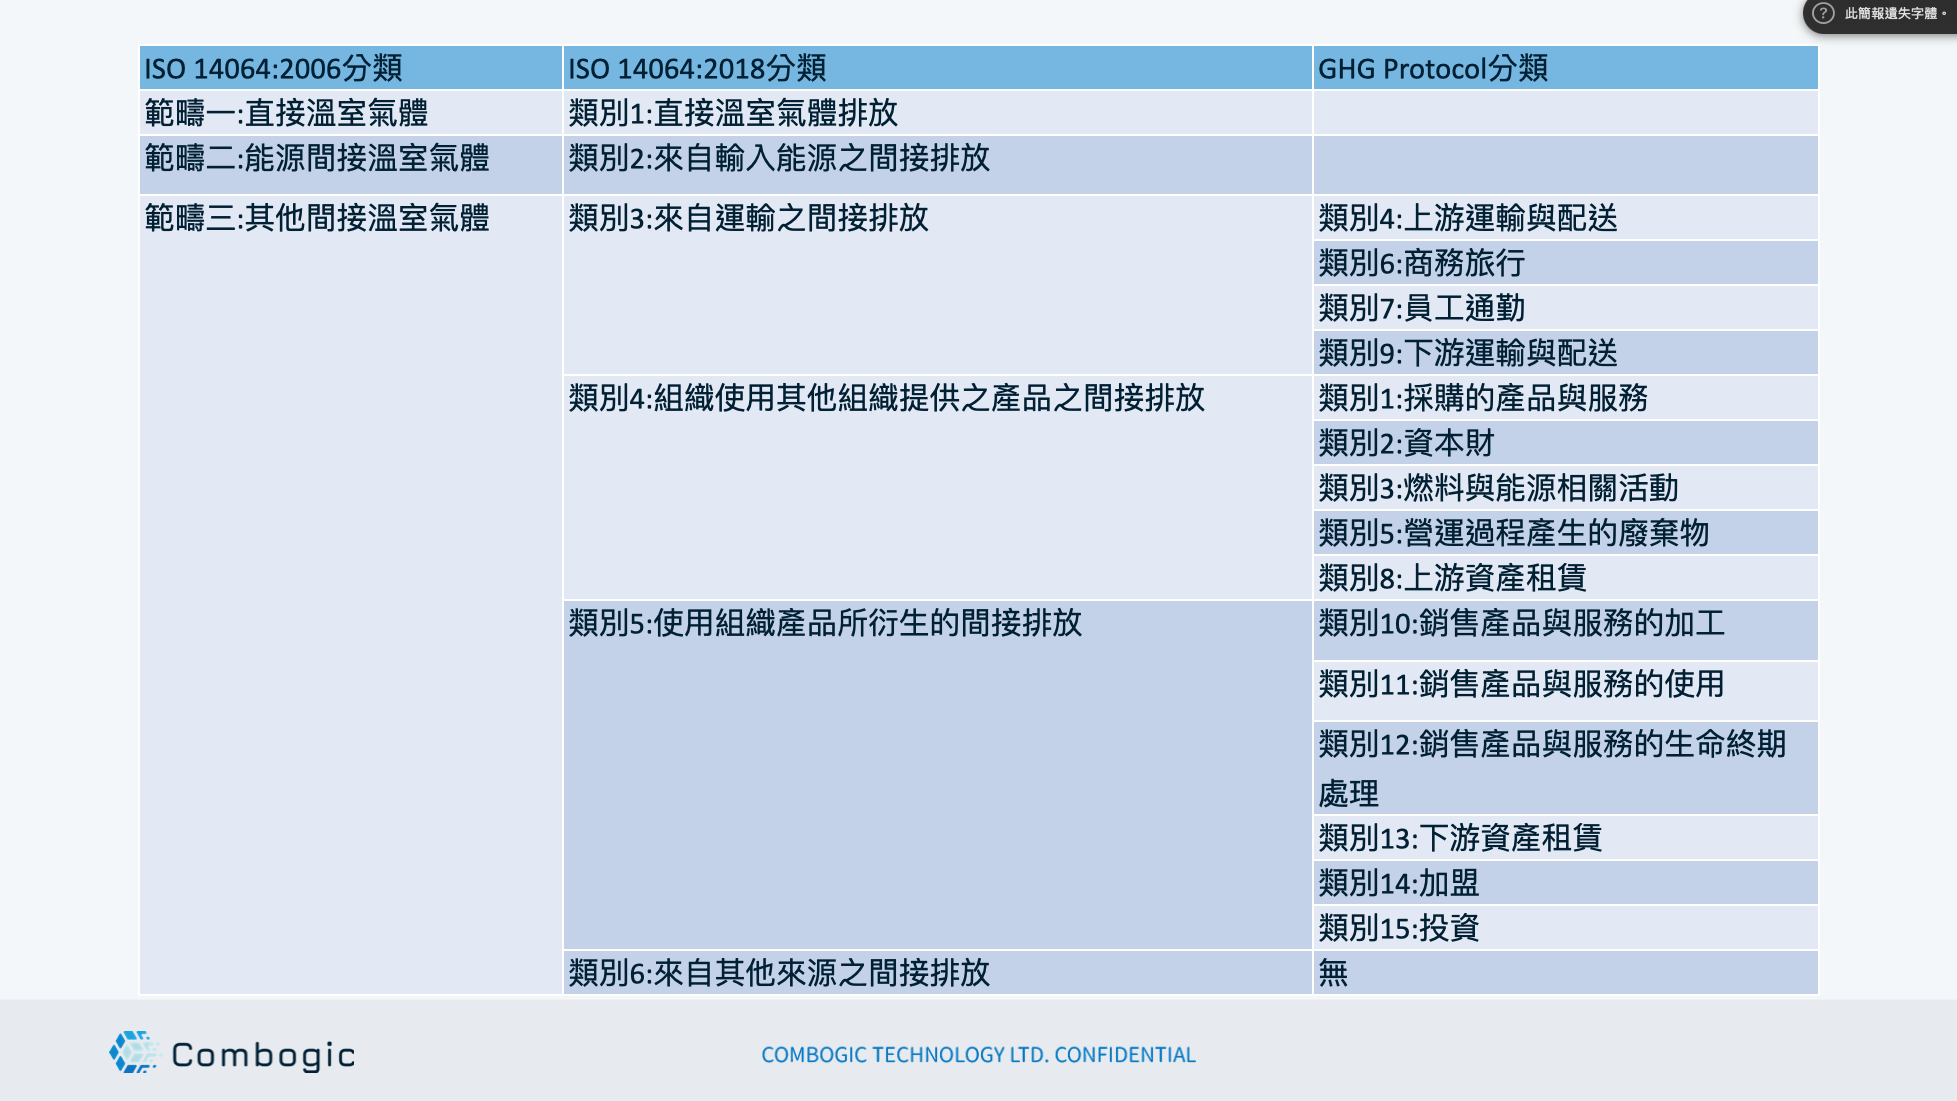 此簡報遺失字體。
ISO 14064:2006分類 ISO 14064:2018分類 GHG Protocol分類
範疇一:直接溫室氣體 類別1:直接溫室氣體排放
範疇二:能源間接溫室氣體 類別2:來自輸入能源之間接排放
範疇三:其他間接溫室氣體 類別3:來自運輸之間接排放 類別4:上游運輸與配送
類別6:商務旅行
類別7:員工通勤
類別9:下游運輸與配送
類別4:組織使用其他組織提供之產品之間接排放 類別1:採購的產品與服務
類別2:資本財
類別3:燃料與能源相關活動
類別5:營運過程產生的廢棄物
類別8:上游資產租賃
類別5:使用組織產品所衍生的間接排放 類別10:銷售產品與服務的加工
類別11:銷售產品與服務的使用
類別12:銷售產品與服務的生命終期
處理
類別13:下游資產租賃
類別14:加盟
類別15:投資
類別6:來自其他來源之間接排放 無
Combogic COMBOGIC TECHNOLOGY LTD. CONFIDENTIAL